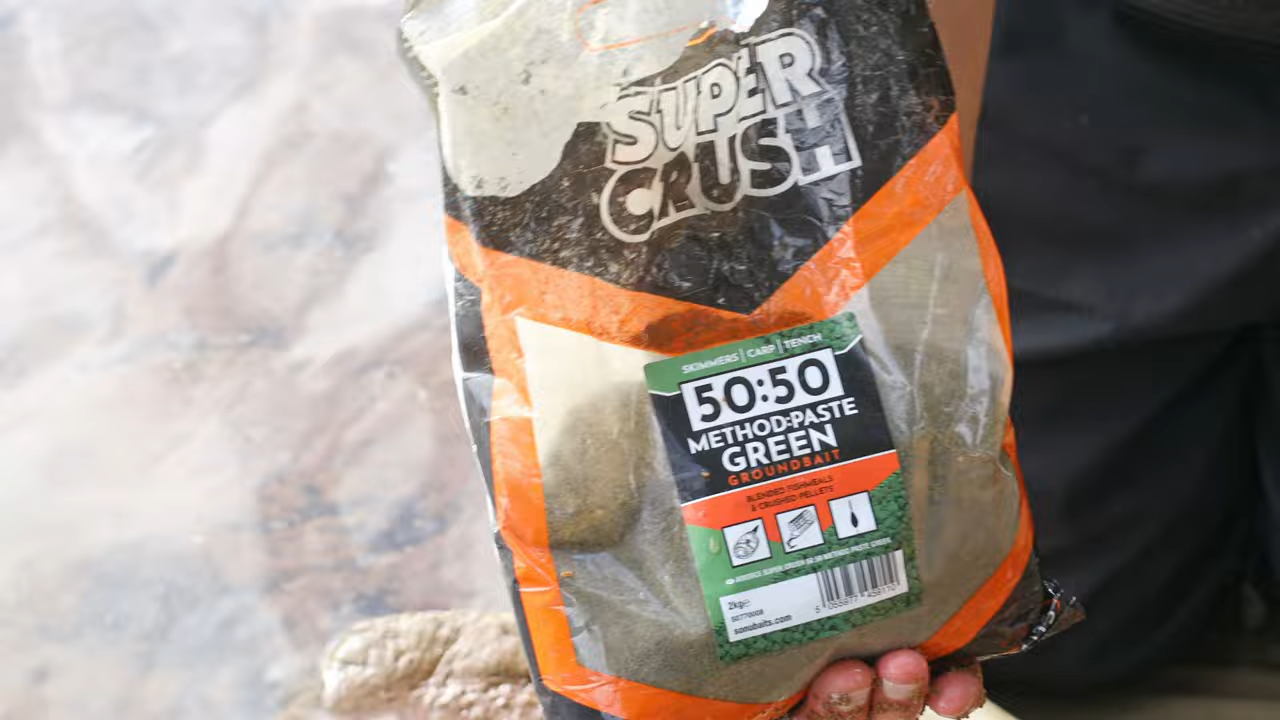 SUPER
CRUSH
SKIMMERS | CARP | TENCH
50:50
METHOD:PASTE
GREEN
GROUNDBAIT
BLENDED FISHMEALS
& CRUSHED PELLETS
2kg℮
sonubaits.com